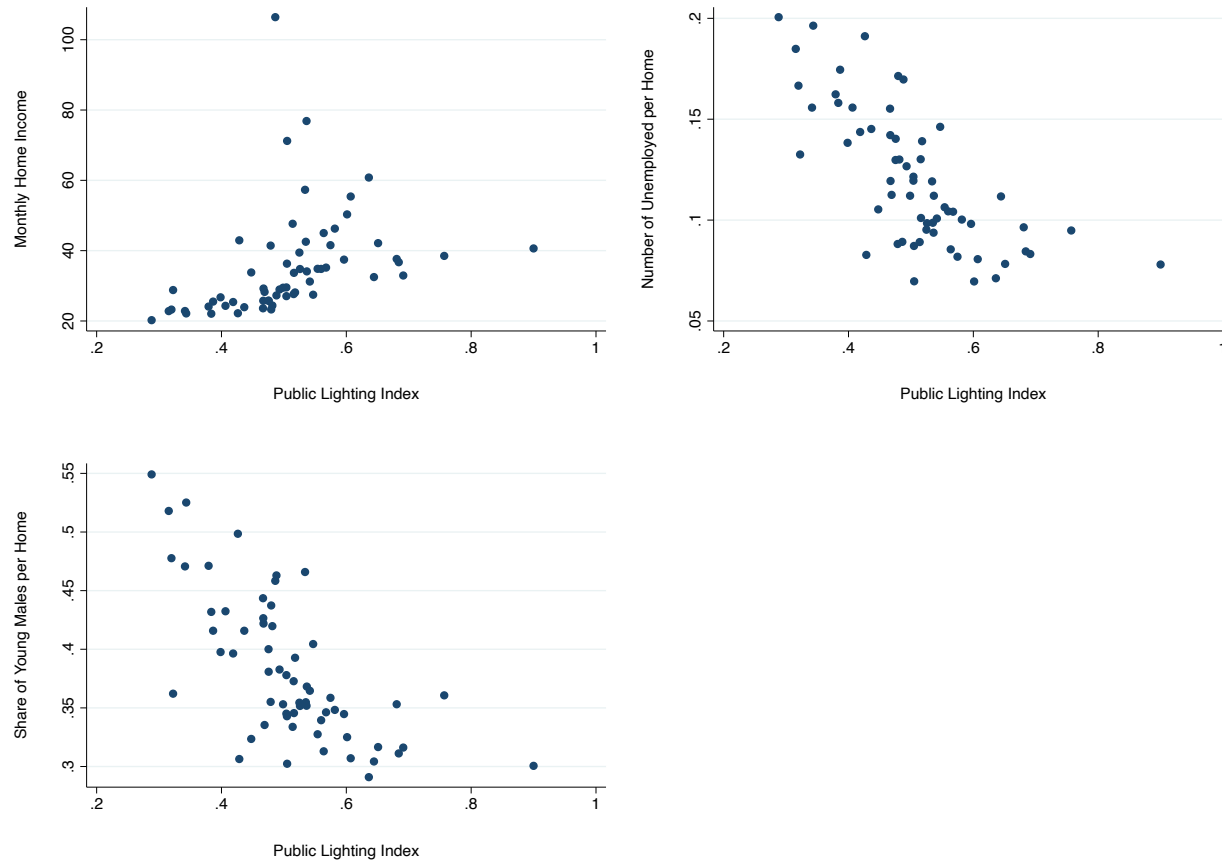 Monthly Home Income
100
80
60
40
20
.2 .4 .6 .8 1
Public Lighting Index
Number of Unemployed per Home
.2
.15
.1
.05
.2 .4 .6 .8 1
Public Lighting Index
Share of Young Males per Home
.55
.5
.45
.4
.35
.3
.2 .4 .6 .8 1
Public Lighting Index